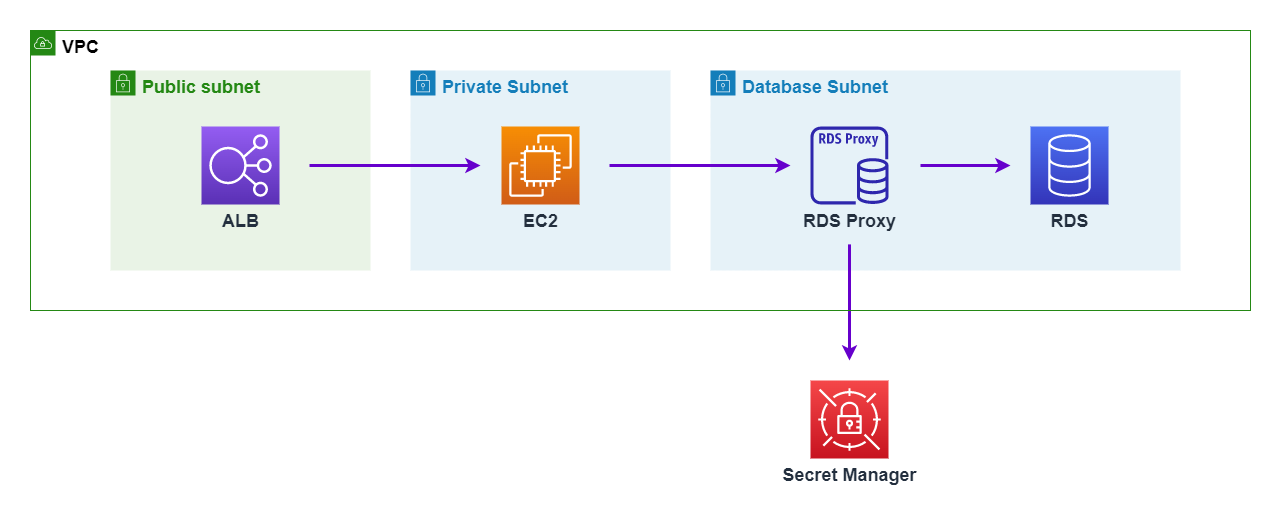 VPC
Public subnet
Private Subnet
Database Subnet
RDS Proxy
ALB
EC2
RDS Proxy
RDS
Secret Manager